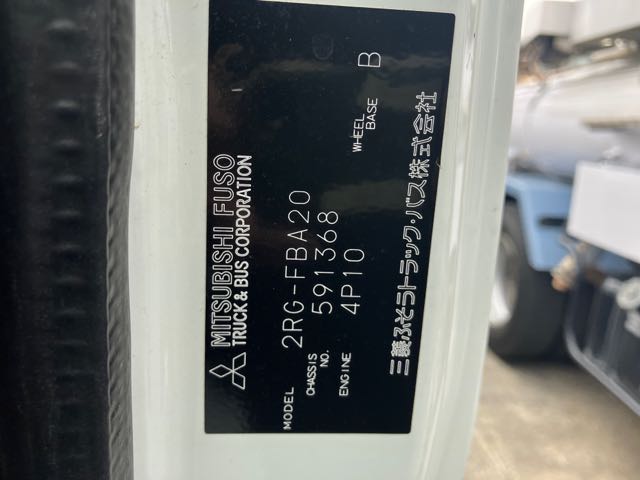 MITSUBISHI FUSO
TRUCK & BUS CORPORATION
MODEL 2RG-FBA20
CHASSIS NO. 591368
ENGINE 4P10
WHEEL BASE B
三菱ふそうトラック・バス株式会社